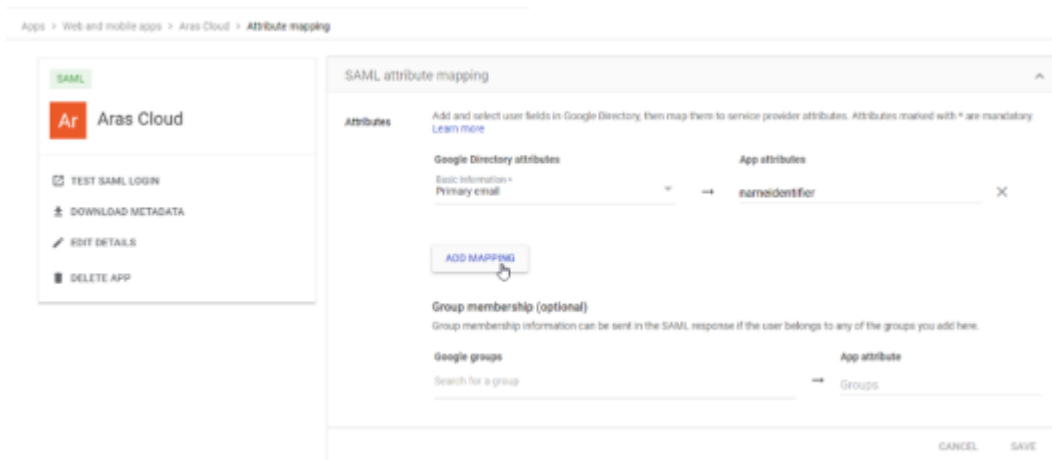 Apps > Web and mobile apps > Aras Cloud > Attribute mapping
SAML
Ar Aras Cloud
TEST SAML LOGIN
DOWNLOAD METADATA
EDIT DETAILS
DELETE APP
SAML attribute mapping
Attributes
Add and select user fields in Google Directory, then map them to service provider attributes. Attributes marked with * are mandatory.
Learn more
Google Directory attributes App attributes
Basic Information >
Primary email → nameidentifier
ADD MAPPING
Group membership (optional)
Group membership information can be sent in the SAML response if the user belongs to any of the groups you add here.
Google groups App attribute
Search for a group → Groups
CANCEL SAVE